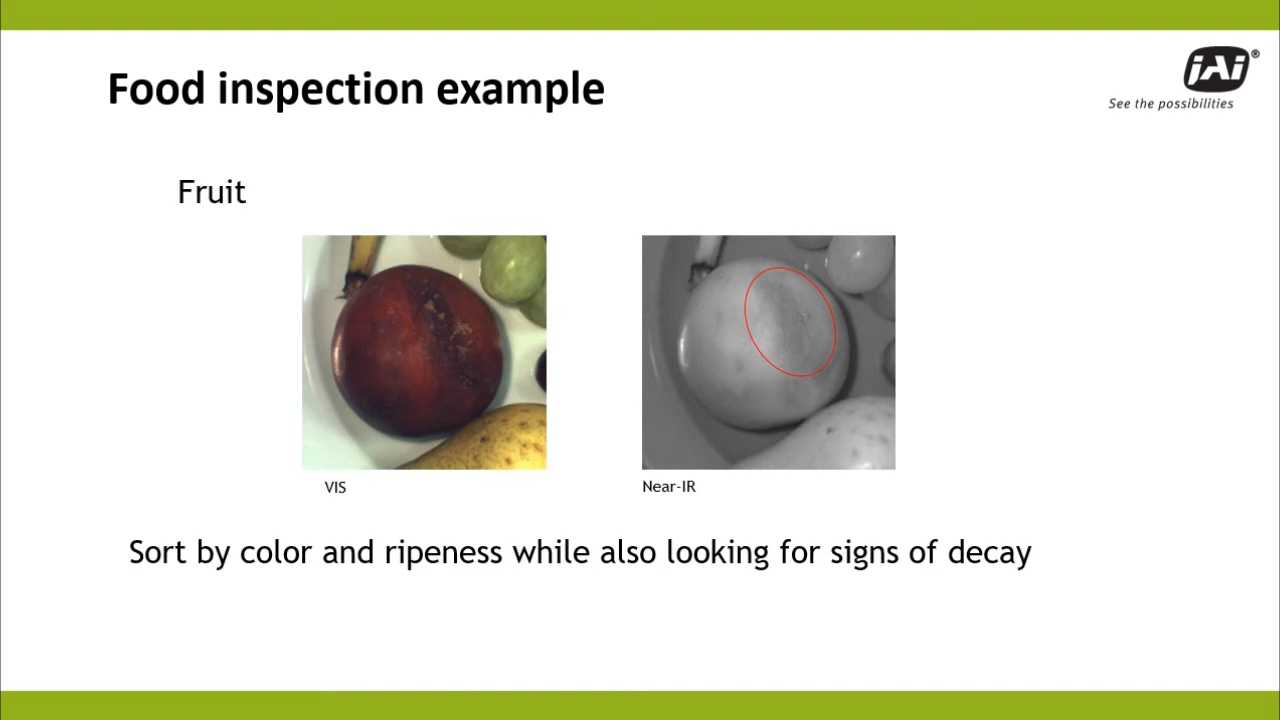 Food inspection example
JAi®
See the possibilities
Fruit
VIS
Near-IR
Sort by color and ripeness while also looking for signs of decay